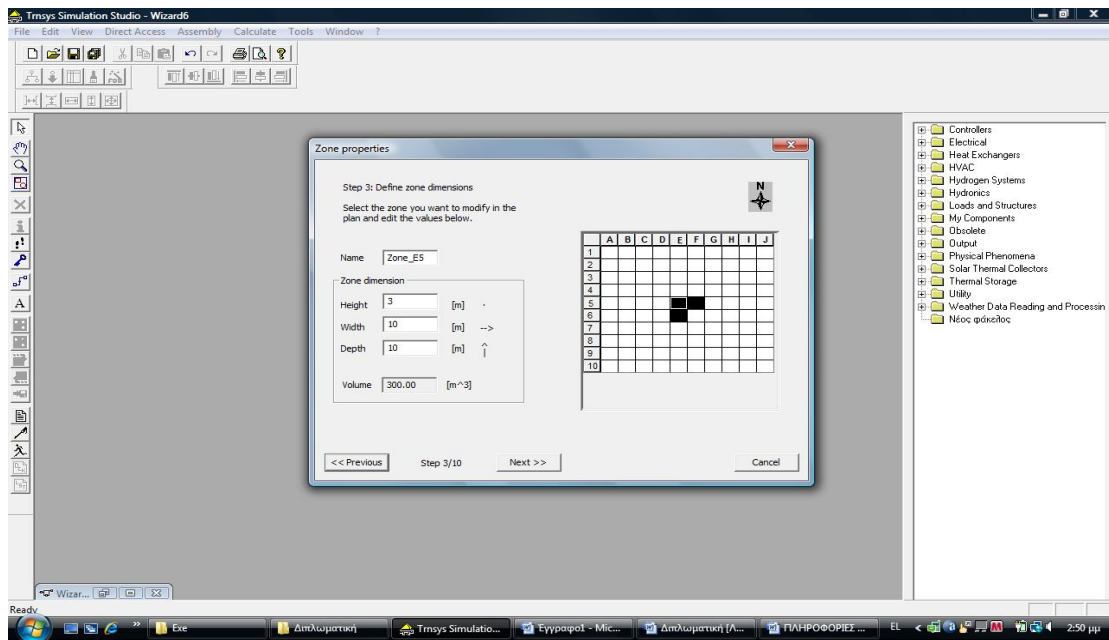 Trnsys Simulation Studio - Wizard6
File Edit View Direct Access Assembly Calculate Tools Window ?
Zone properties
Step 3: Define zone dimensions
Select the zone you want to modify in the
plan and edit the values below.
N
Name Zone_E5
Zone dimension
Height 3 [m]
Width 10 [m] -->
Depth 10 [m]
Volume 300.00 [m^3]
A B C D E F G H I J
1
2
3
4
5
6
7
8
9
10
<< Previous Step 3/10 Next >> Cancel
Controllers
Electrical
Heat Exchangers
HVAC
Hydrogen Systems
Hydronics
Loads and Structures
My Components
Obsolete
Output
Physical Phenomena
Solar Thermal Collectors
Thermal Storage
Utility
Weather Data Reading and Processin
Νέος φάκελος
Wizar...
Ready
Exe Διπλωματική Trnsys Simulatio... Έγγραφο1 - Mic... Διπλωματική [Λ... ΠΛΗΡΟΦΟΡΙΕΣ ... EL 2:50 μμ